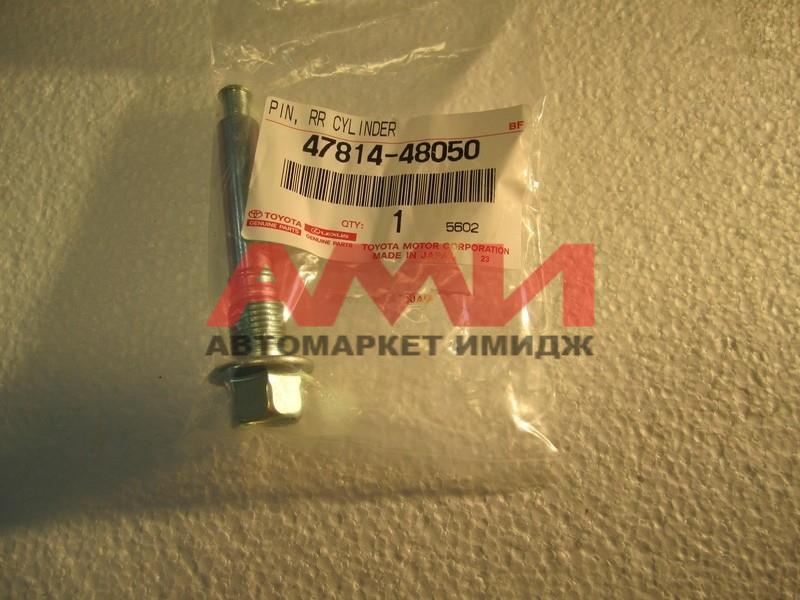 PIN, RR CYLINDER
BF
47814-48050
TOYOTA
GENUINE PARTS
LEXUS
GENUINE PARTS
QTY:
1
5602
TOYOTA MOTOR CORPORATION
MADE IN JAPAN
23
АМИ
АВТОМАРКЕТ ИМИДЖ